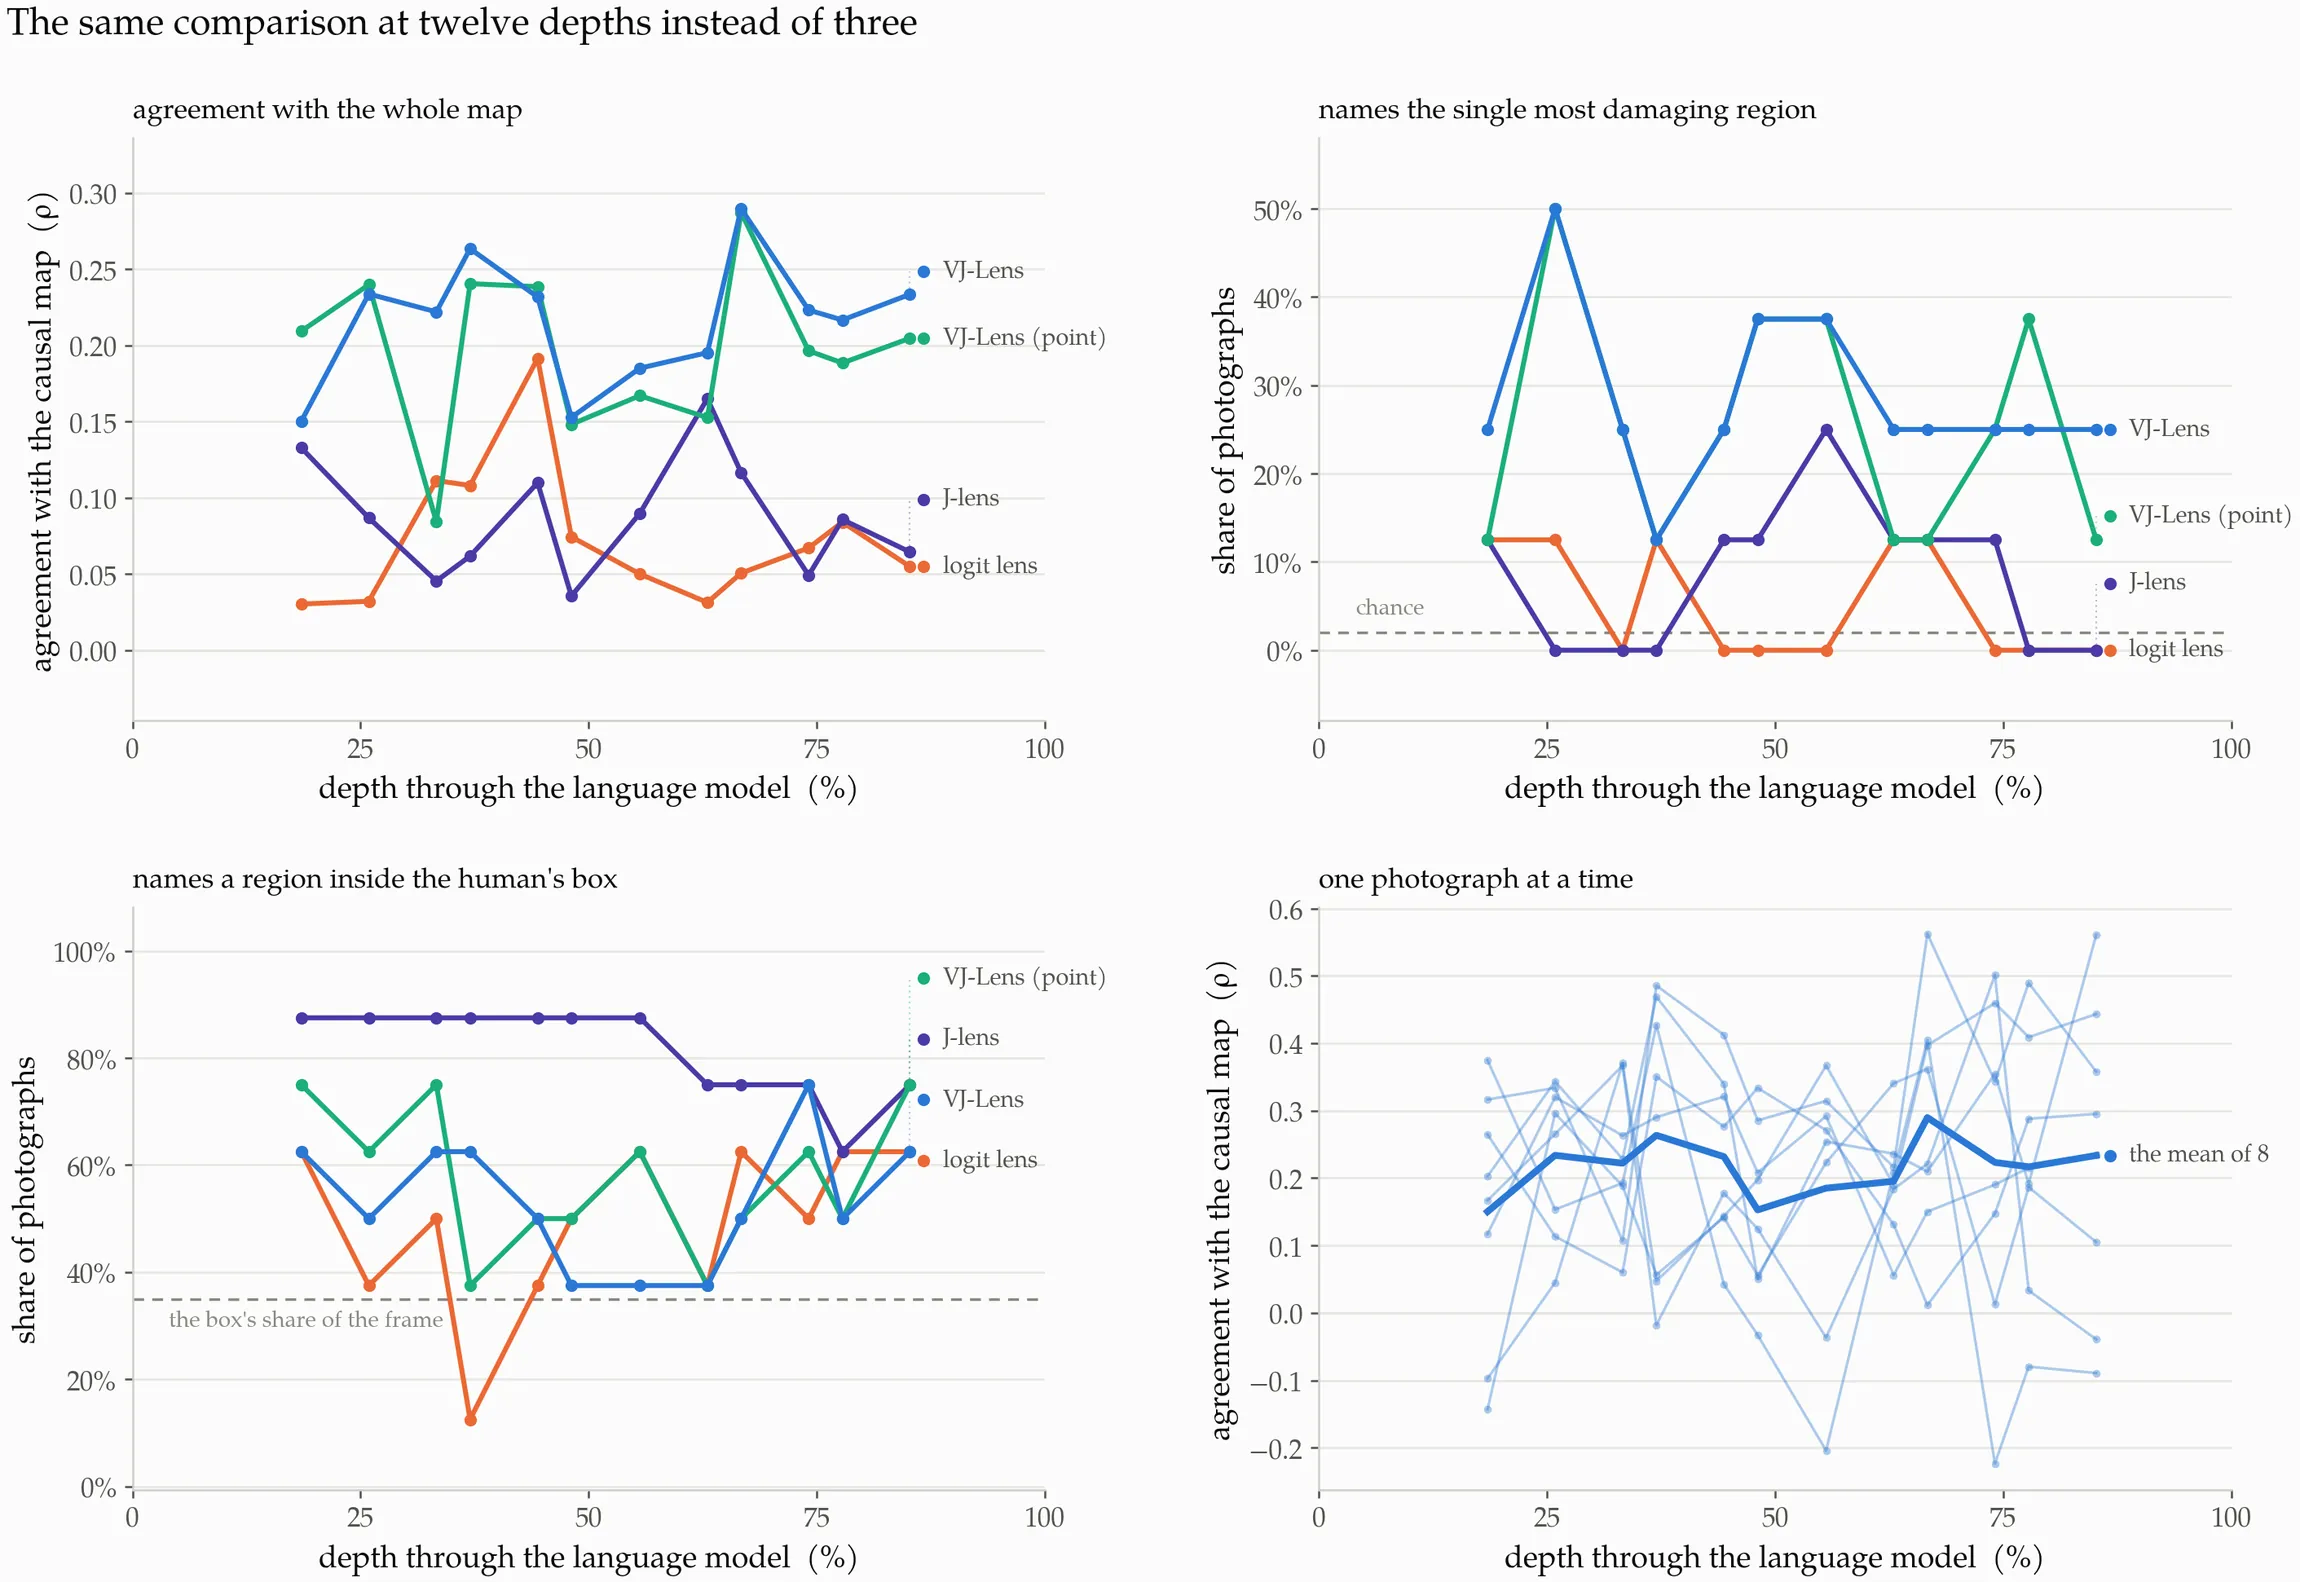 The same comparison at twelve depths instead of three
agreement with the whole map
agreement with the causal map (ρ)
0.30
0.25
0.20
0.15
0.10
0.05
0.00
VJ-Lens
VJ-Lens (point)
J-lens
logit lens
0 25 50 75 100
depth through the language model (%)
names the single most damaging region
share of photographs
50%
40%
30%
20%
10%
0%
chance
VJ-Lens
VJ-Lens (point)
J-lens
logit lens
0 25 50 75 100
depth through the language model (%)
names a region inside the human's box
share of photographs
100%
80%
60%
40%
20%
0%
the box's share of the frame
VJ-Lens (point)
J-lens
VJ-Lens
logit lens
0 25 50 75 100
depth through the language model (%)
one photograph at a time
agreement with the causal map (ρ)
0.6
0.5
0.4
0.3
0.2
0.1
0.0
−0.1
−0.2
the mean of 8
0 25 50 75 100
depth through the language model (%)